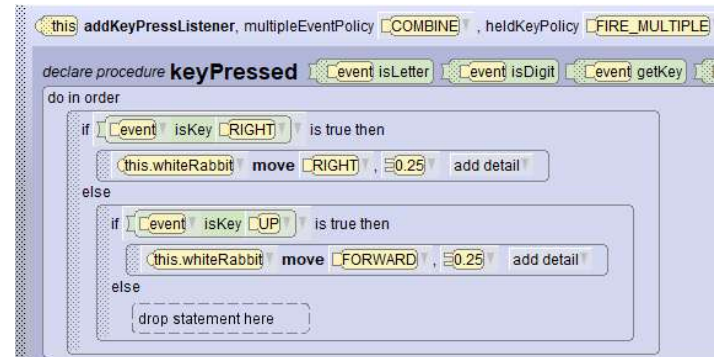 this addKeyPressListener, multipleEventPolicy COMBINE , heldKeyPolicy FIRE_MULTIPLE
declare procedure keyPressed event isLetter event isDigit event getKey
do in order
if event isKey RIGHT is true then
this.whiteRabbit move RIGHT , 0.25 add detail
else
if event isKey UP is true then
this.whiteRabbit move FORWARD , 0.25 add detail
else
drop statement here